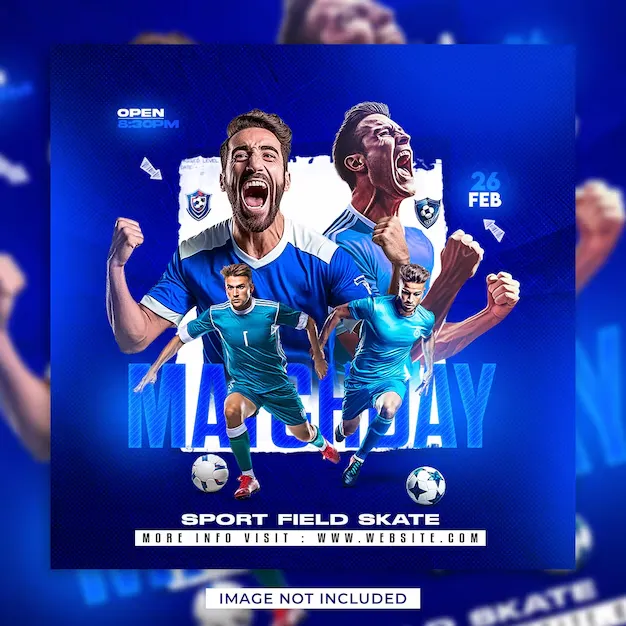 OPEN
8:30PM
26
FEB
MATCHDAY
SPORT FIELD SKATE
MORE INFO VISIT : WWW.WEBSITE.COM
IMAGE NOT INCLUDED